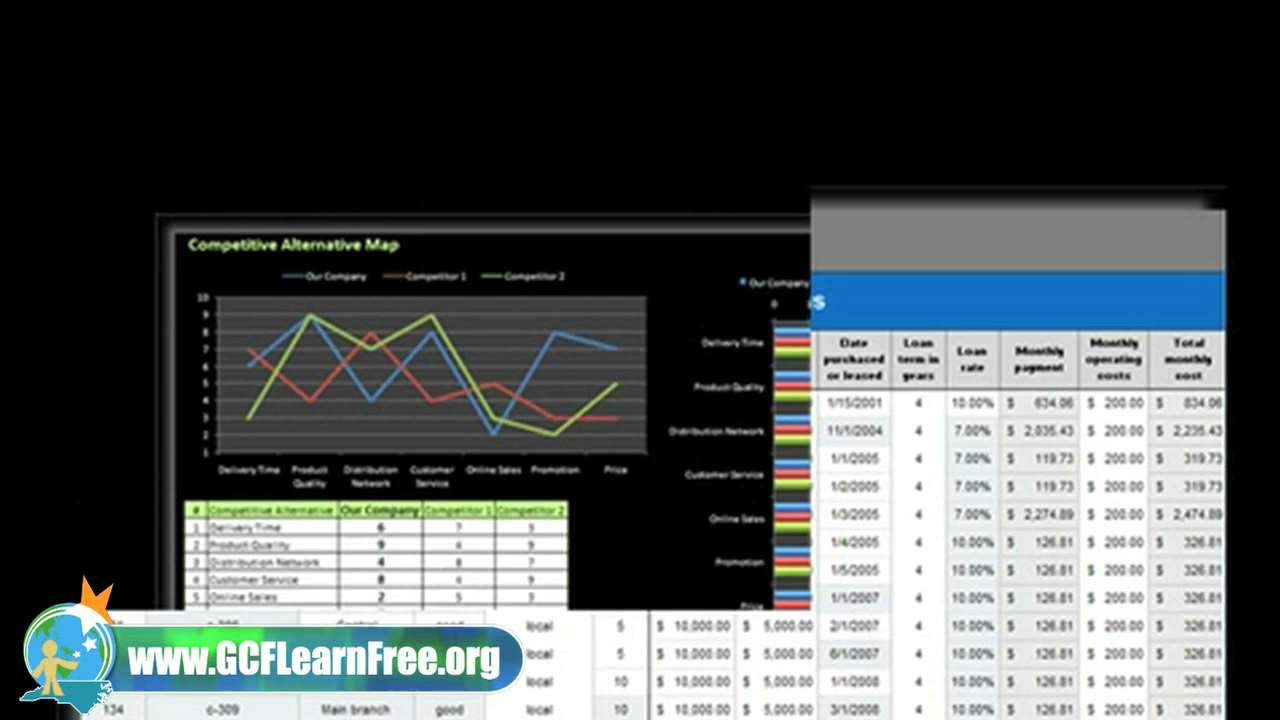 Competitive Alternative Map
Our Company Competitor 1 Competitor 2
10
9
8
7
6
5
4
3
2
1
Delivery Time Product Quality Distribution Network Customer Service Online Sales Promotion Price
# Competitive Alternative Our Company Competitor 1 Competitor 2
1 Delivery Time 6 7 3
2 Product Quality 9 4 9
3 Distribution Network 4 8 7
4 Customer Service 8 4 9
5 Online Sales 2 5 3
Our Company
0
Delivery Time
Product Quality
Distribution Network
Customer Service
Online Sales
Promotion
Price
s
Date purchased or leased Loan term in years Loan rate Monthly payment Monthly operating costs Total monthly cost
1/15/2001 4 10.00% $ 634.06 $ 200.00 $ 834.06
11/1/2004 4 7.00% $ 2,035.43 $ 200.00 $ 2,235.43
1/1/2005 4 7.00% $ 119.73 $ 200.00 $ 319.73
1/2/2005 4 7.00% $ 119.73 $ 200.00 $ 319.73
1/3/2005 4 7.00% $ 2,274.89 $ 200.00 $ 2,474.89
1/4/2005 4 10.00% $ 126.81 $ 200.00 $ 326.81
1/5/2005 4 10.00% $ 126.81 $ 200.00 $ 326.81
1/1/2007 4 10.00% $ 126.81 $ 200.00 $ 326.81
local 5 $ 10,000.00 $ 5,000.00 2/1/2007 4 10.00% $ 126.81 $ 200.00 $ 326.81
local 5 $ 10,000.00 $ 5,000.00 6/1/2007 4 10.00% $ 126.81 $ 200.00 $ 326.81
local 10 $ 10,000.00 $ 5,000.00 1/1/2008 4 10.00% $ 126.81 $ 200.00 $ 326.81
134 c-309 Main branch good local 10 $ 10,000.00 $ 5,000.00 3/1/2008 4 10.00% $ 126.81 $ 200.00 $ 326.81
www.GCFLearnFree.org